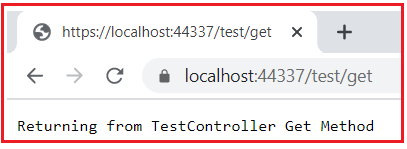 https://localhost:44337/test/get
localhost:44337/test/get
Returning from TestController Get Method